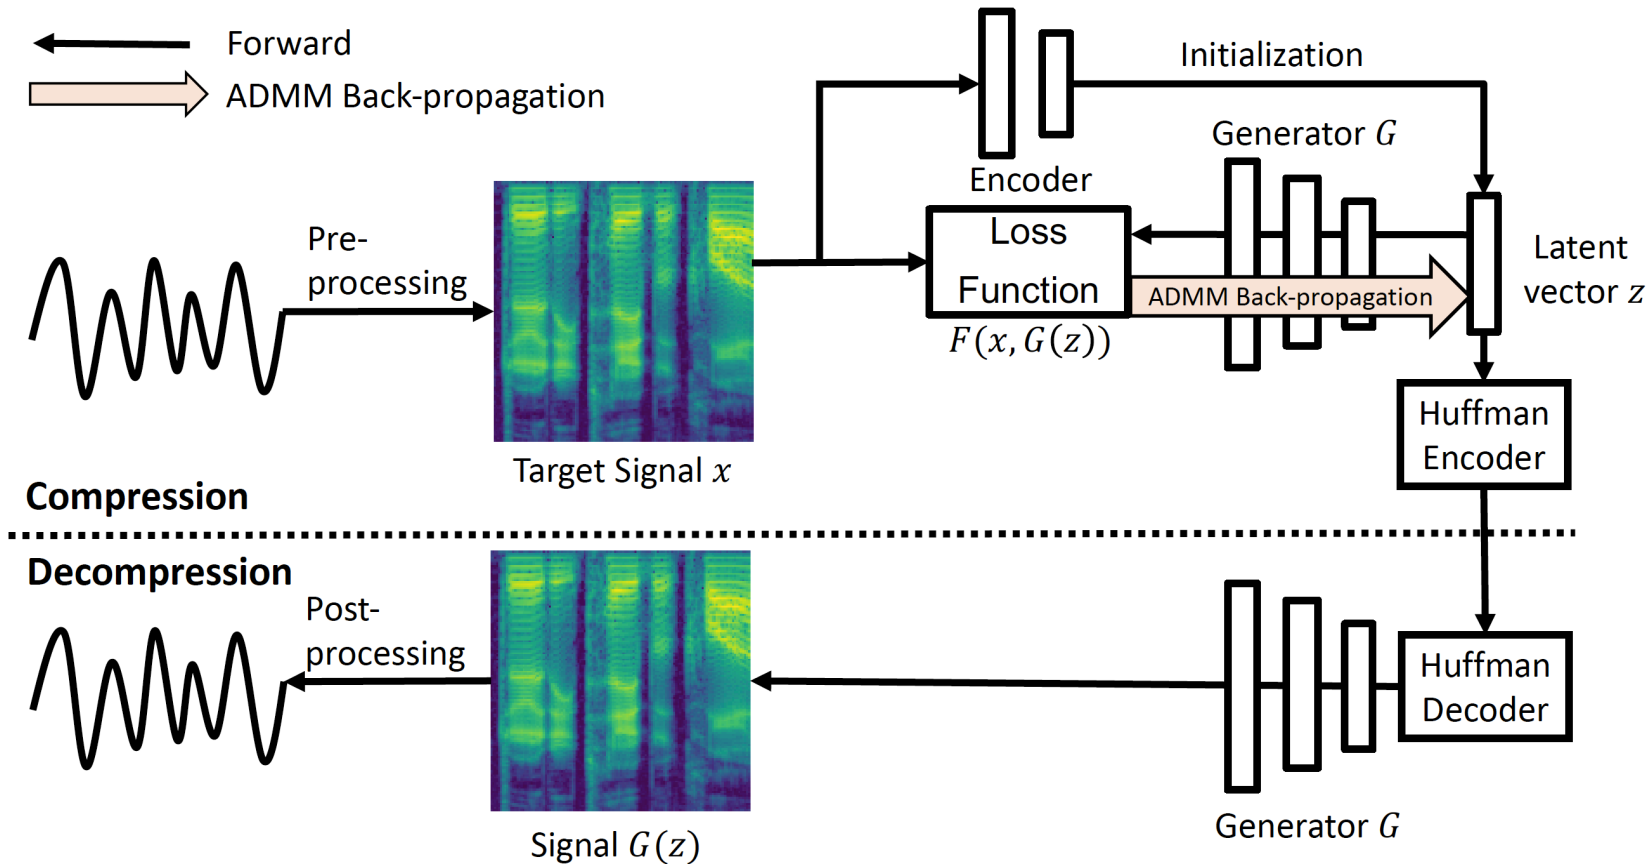 Forward
ADMM Back-propagation
Initialization
Generator G
Encoder
Pre-
processing
Loss
Function
F(x, G(z))
ADMM Back-propagation
Latent
vector z
Huffman
Encoder
Target Signal x
Compression
Decompression
Post-
processing
Huffman
Decoder
Signal G(z)
Generator G